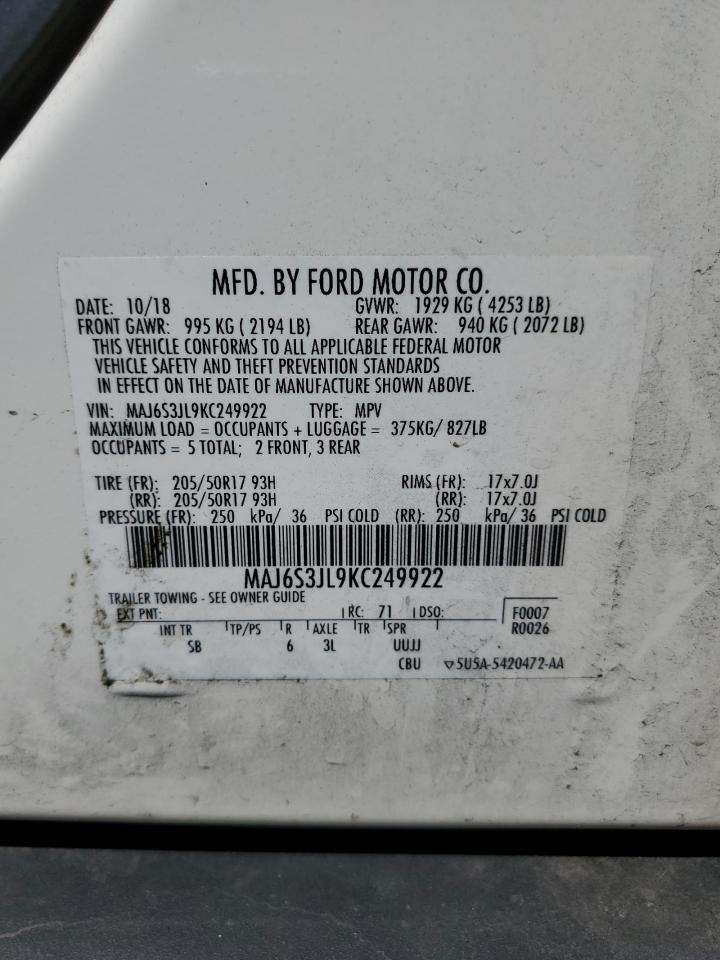 MFD. BY FORD MOTOR CO.
DATE: 10/18 GVWR: 1929 KG ( 4253 LB)
FRONT GAWR: 995 KG ( 2194 LB) REAR GAWR: 940 KG ( 2072 LB)
THIS VEHICLE CONFORMS TO ALL APPLICABLE FEDERAL MOTOR
VEHICLE SAFETY AND THEFT PREVENTION STANDARDS
IN EFFECT ON THE DATE OF MANUFACTURE SHOWN ABOVE.
VIN: MAJ6S3JL9KC249922 TYPE: MPV
MAXIMUM LOAD = OCCUPANTS + LUGGAGE = 375KG/ 827LB
OCCUPANTS = 5 TOTAL; 2 FRONT, 3 REAR
TIRE (FR): 205/50R17 93H RIMS (FR): 17x7.0J
(RR): 205/50R17 93H (RR): 17x7.0J
PRESSURE (FR): 250 kPa/ 36 PSI COLD (RR): 250 kPa/ 36 PSI COLD
MAJ6S3JL9KC249922
TRAILER TOWING - SEE OWNER GUIDE
EXT PNT: RC: 71 DSO: F0007
INT TR TP/PS R AXLE TR SPR R0026
SB 6 3L UUJJ
CBU ▽5U5A-5420472-AA